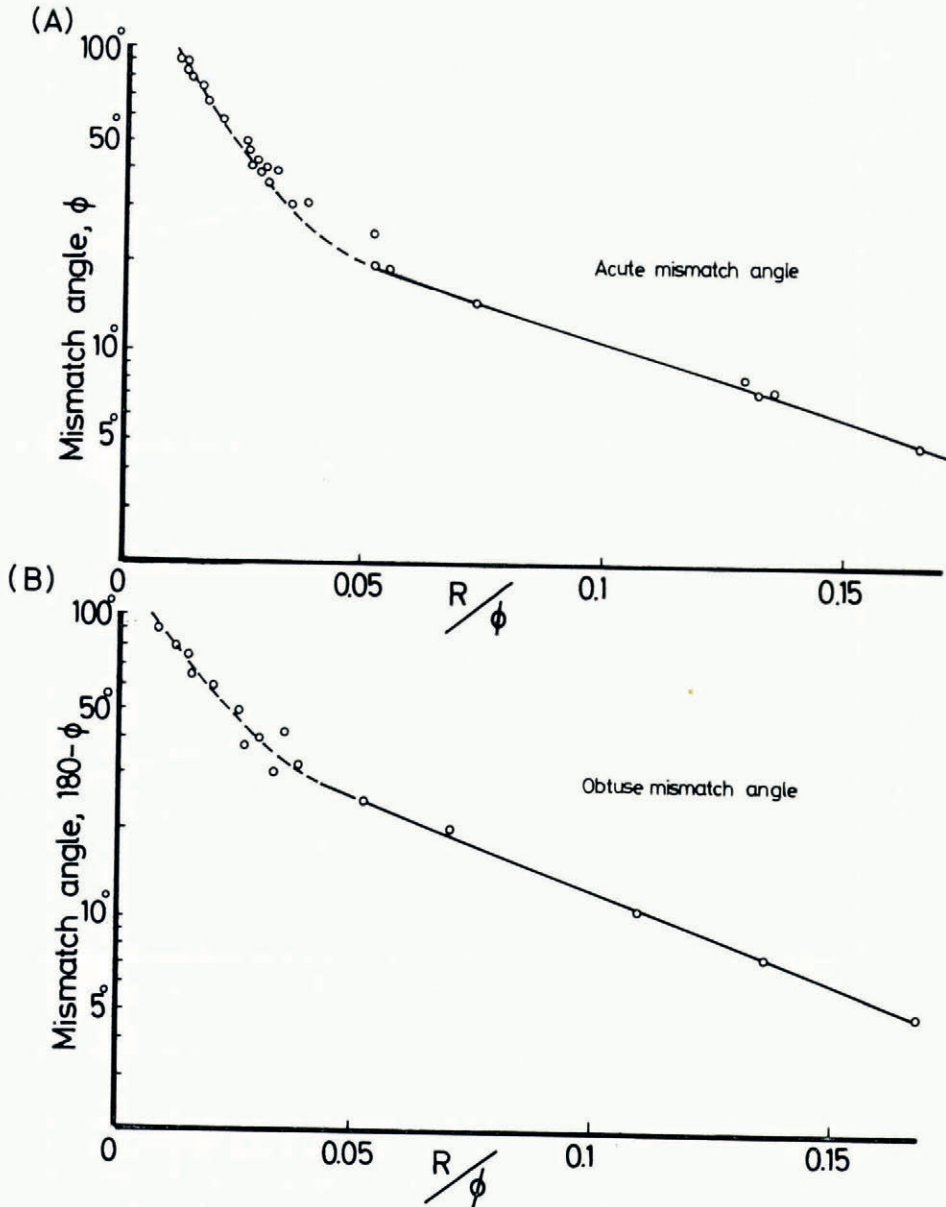 (A)
100°
50°
10°
5°
Mismatch angle, ϕ
Acute mismatch angle
0
0.05
0.1
0.15
R/ϕ
(B)
100°
50°
10°
5°
Mismatch angle, 180-ϕ
Obtuse mismatch angle
0
0.05
0.1
0.15
R/ϕ